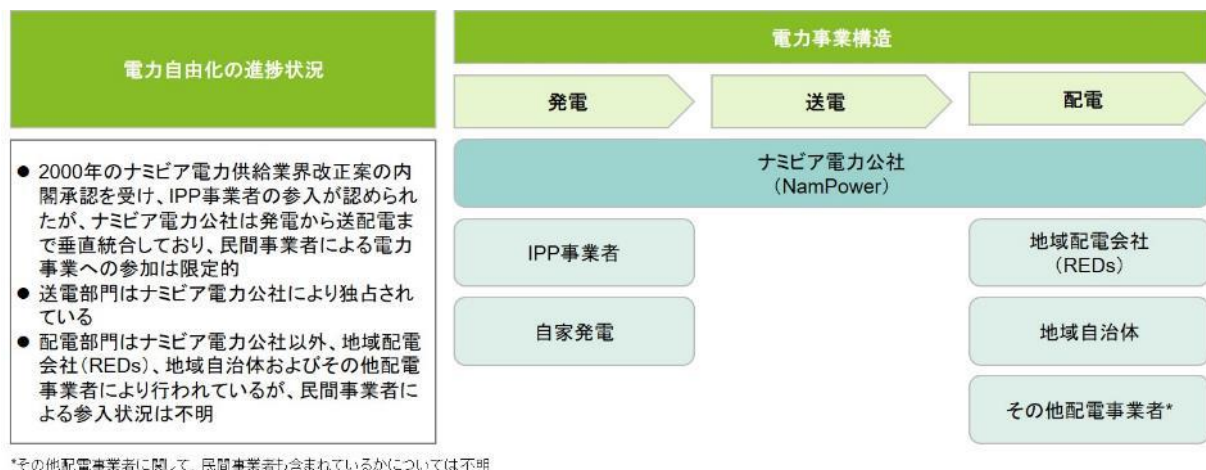 電力自由化の進捗状況
● 2000年のナミビア電力供給業界改正案の内
閣承認を受け、IPP事業者の参入が認められ
たが、ナミビア電力公社は発電から送配電ま
で垂直統合しており、民間事業者による電力
事業への参加は限定的
● 送電部門はナミビア電力公社により独占され
ている
● 配電部門はナミビア電力公社以外、地域配電
会社(REDs)、地域自治体およびその他配電
事業者により行われているが、民間事業者に
よる参入状況は不明
電力事業構造
発電
送電
配電
ナミビア電力公社
(NamPower)
IPP事業者
自家発電
地域配電会社
(REDs)
地域自治体
その他配電事業者*
*その他配電事業者に関して、民間事業者も含まれているかについては不明